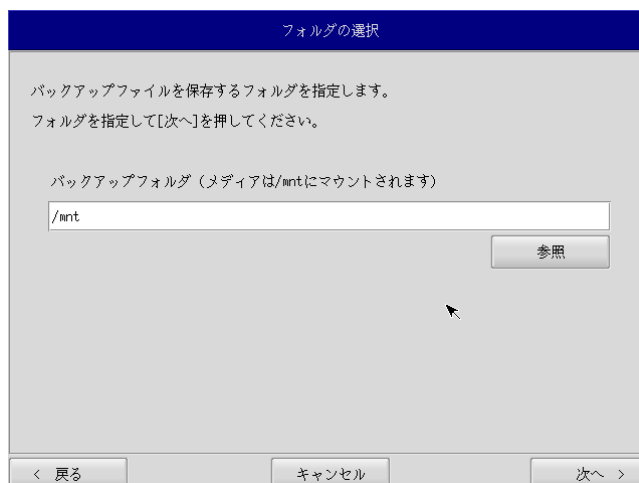 フォルダの選択
バックアップファイルを保存するフォルダを指定します。
フォルダを指定して[次へ]を押してください。
バックアップフォルダ（メディアは/mntにマウントされます）
/mnt
参照
< 戻る
キャンセル
次へ >